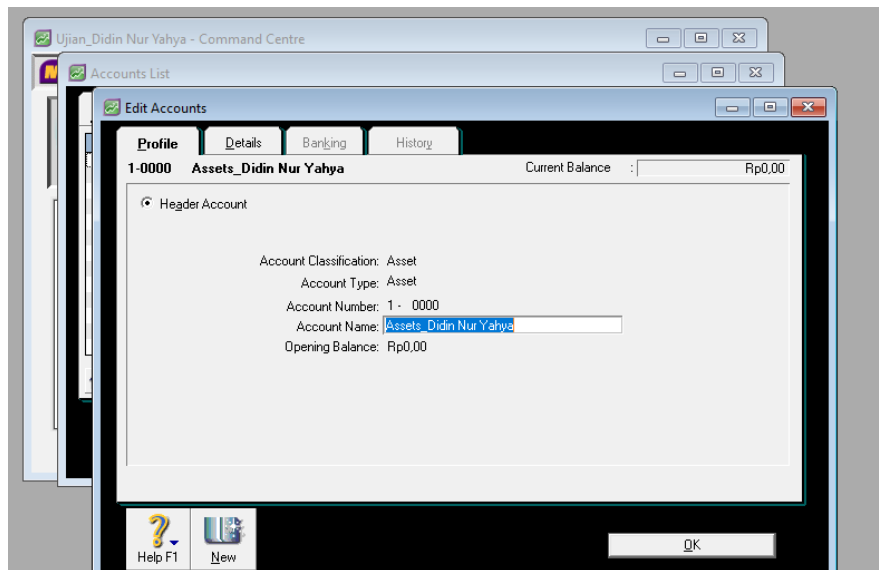 Ujian_Didin Nur Yahya - Command Centre
Accounts List
Edit Accounts
Profile Details Banking History
1-0000 Assets_Didin Nur Yahya Current Balance : Rp0,00
Header Account
Account Classification: Asset
Account Type: Asset
Account Number: 1 - 0000
Account Name: Assets_Didin Nur Yahya
Opening Balance: Rp0,00
Help F1 New OK